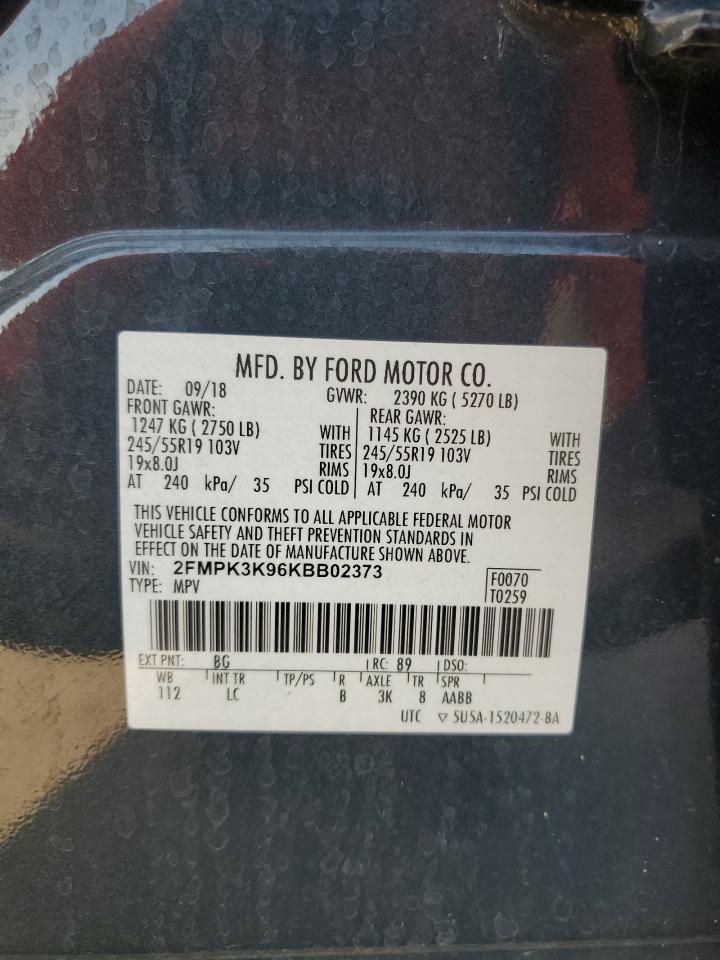 MFD. BY FORD MOTOR CO.
DATE: 09/18 GVWR: 2390 KG ( 5270 LB)
FRONT GAWR: REAR GAWR:
1247 KG ( 2750 LB) WITH 1145 KG ( 2525 LB) WITH
245/55R19 103V TIRES 245/55R19 103V TIRES
19x8.0J RIMS 19x8.0J RIMS
AT 240 kPa/ 35 PSI COLD AT 240 kPa/ 35 PSI COLD
THIS VEHICLE CONFORMS TO ALL APPLICABLE FEDERAL MOTOR
VEHICLE SAFETY AND THEFT PREVENTION STANDARDS IN
EFFECT ON THE DATE OF MANUFACTURE SHOWN ABOVE.
VIN: 2FMPK3K96KBB02373
TYPE: MPV
F0070
T0259
EXT PNT: BG RC: 89 DSO:
WB INT TR TP/PS R AXLE TR SPR
112 LC B 3K 8 AABB
UTC ▽ 5U5A-1520472-BA